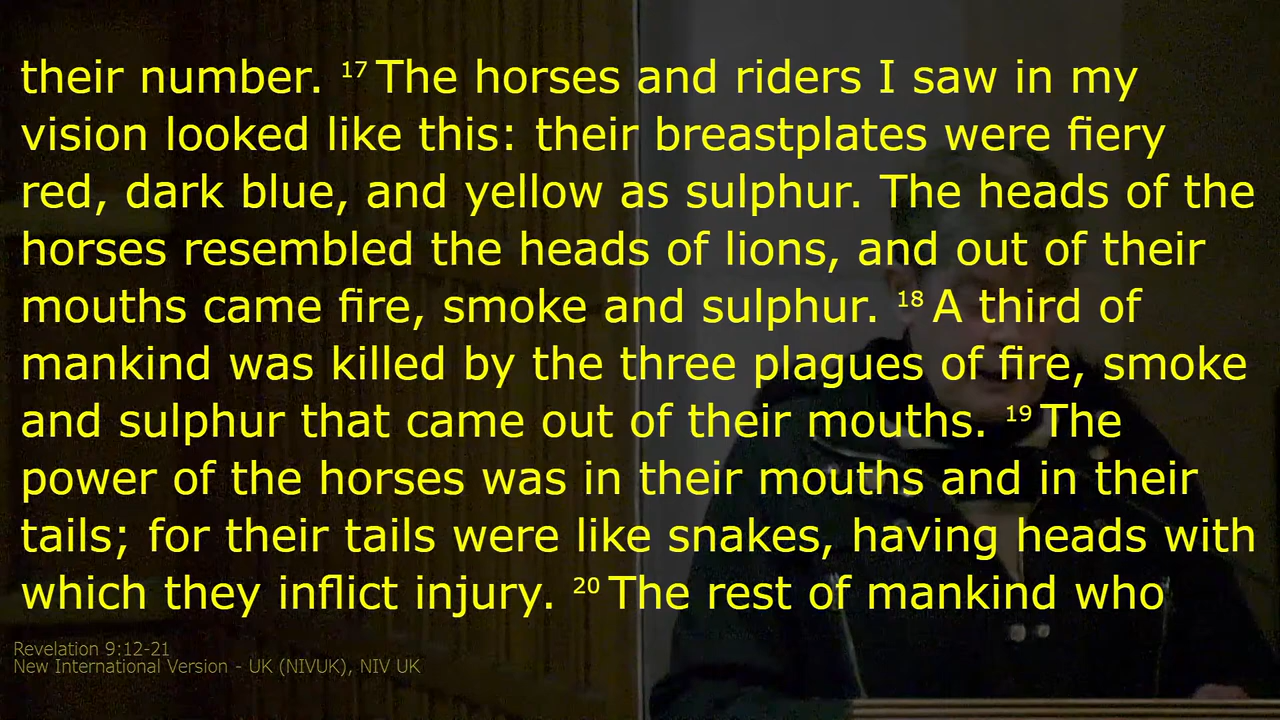 their number. 17 The horses and riders I saw in my
vision looked like this: their breastplates were fiery
red, dark blue, and yellow as sulphur. The heads of the
horses resembled the heads of lions, and out of their
mouths came fire, smoke and sulphur. 18 A third of
mankind was killed by the three plagues of fire, smoke
and sulphur that came out of their mouths. 19 The
power of the horses was in their mouths and in their
tails; for their tails were like snakes, having heads with
which they inflict injury. 20 The rest of mankind who
Revelation 9:12-21
New International Version - UK (NIVUK), NIV UK